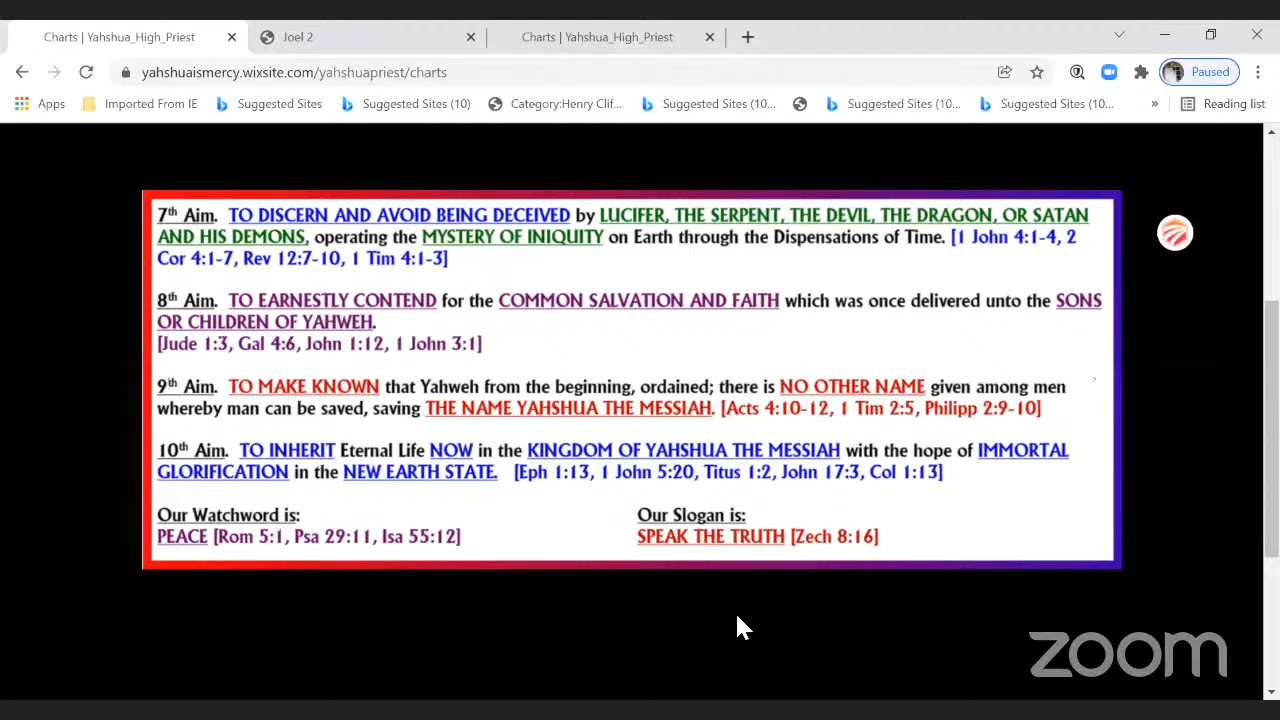 Charts | Yahshua_High_Priest
Joel 2
Charts | Yahshua_High_Priest
yahshuaismercy.wixsite.com/yahshuapriest/charts
Paused
Apps
Imported From IE
Suggested Sites
Suggested Sites (10)
Category:Henry Clif...
Suggested Sites (10...
Suggested Sites (10...
Suggested Sites (10...
Reading list
7th Aim. TO DISCERN AND AVOID BEING DECEIVED by LUCIFER, THE SERPENT, THE DEVIL, THE DRAGON, OR SATAN
AND HIS DEMONS, operating the MYSTERY OF INIQUITY on Earth through the Dispensations of Time. [1 John 4:1-4, 2
Cor 4:1-7, Rev 12:7-10, 1 Tim 4:1-3]
8th Aim. TO EARNESTLY CONTEND for the COMMON SALVATION AND FAITH which was once delivered unto the SONS
OR CHILDREN OF YAHWEH.
[Jude 1:3, Gal 4:6, John 1:12, 1 John 3:1]
9th Aim. TO MAKE KNOWN that Yahweh from the beginning, ordained; there is NO OTHER NAME given among men
whereby man can be saved, saving THE NAME YAHSHUA THE MESSIAH. [Acts 4:10-12, 1 Tim 2:5, Philipp 2:9-10]
10th Aim. TO INHERIT Eternal Life NOW in the KINGDOM OF YAHSHUA THE MESSIAH with the hope of IMMORTAL
GLORIFICATION in the NEW EARTH STATE. [Eph 1:13, 1 John 5:20, Titus 1:2, John 17:3, Col 1:13]
Our Watchword is:
PEACE [Rom 5:1, Psa 29:11, Isa 55:12]
Our Slogan is:
SPEAK THE TRUTH [Zech 8:16]
zoom